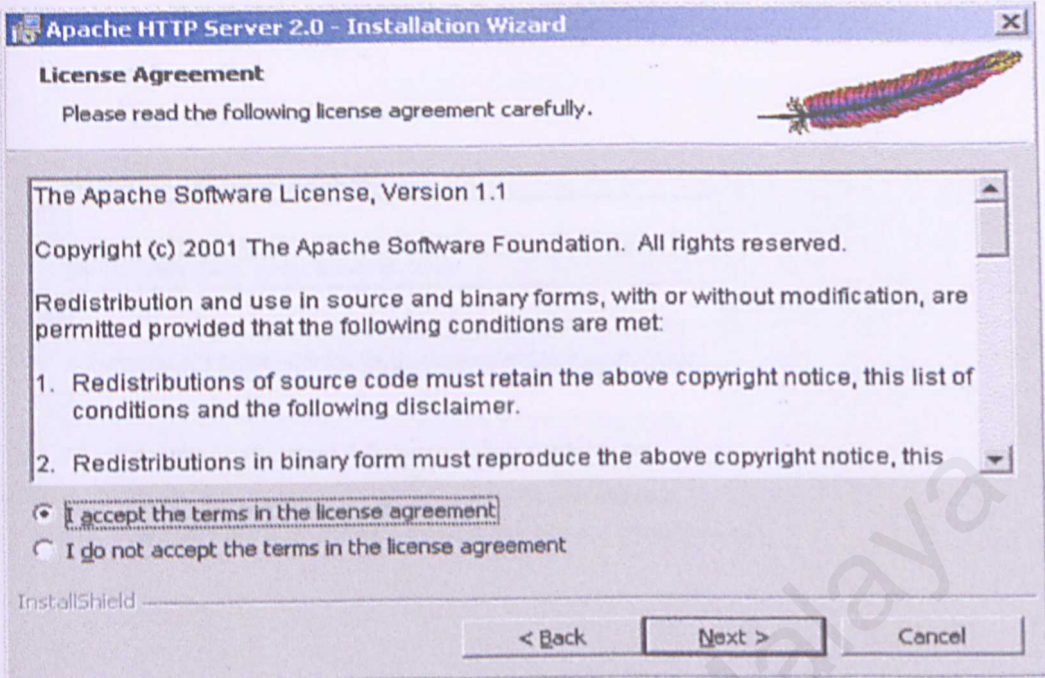 Apache HTTP Server 2.0 - Installation Wizard
License Agreement
Please read the following license agreement carefully.
The Apache Software License, Version 1.1
Copyright (c) 2001 The Apache Software Foundation. All rights reserved.
Redistribution and use in source and binary forms, with or without modification, are
permitted provided that the following conditions are met:
1. Redistributions of source code must retain the above copyright notice, this list of
conditions and the following disclaimer.
2. Redistributions in binary form must reproduce the above copyright notice, this
I accept the terms in the license agreement
I do not accept the terms in the license agreement
InstallShield
< Back Next > Cancel